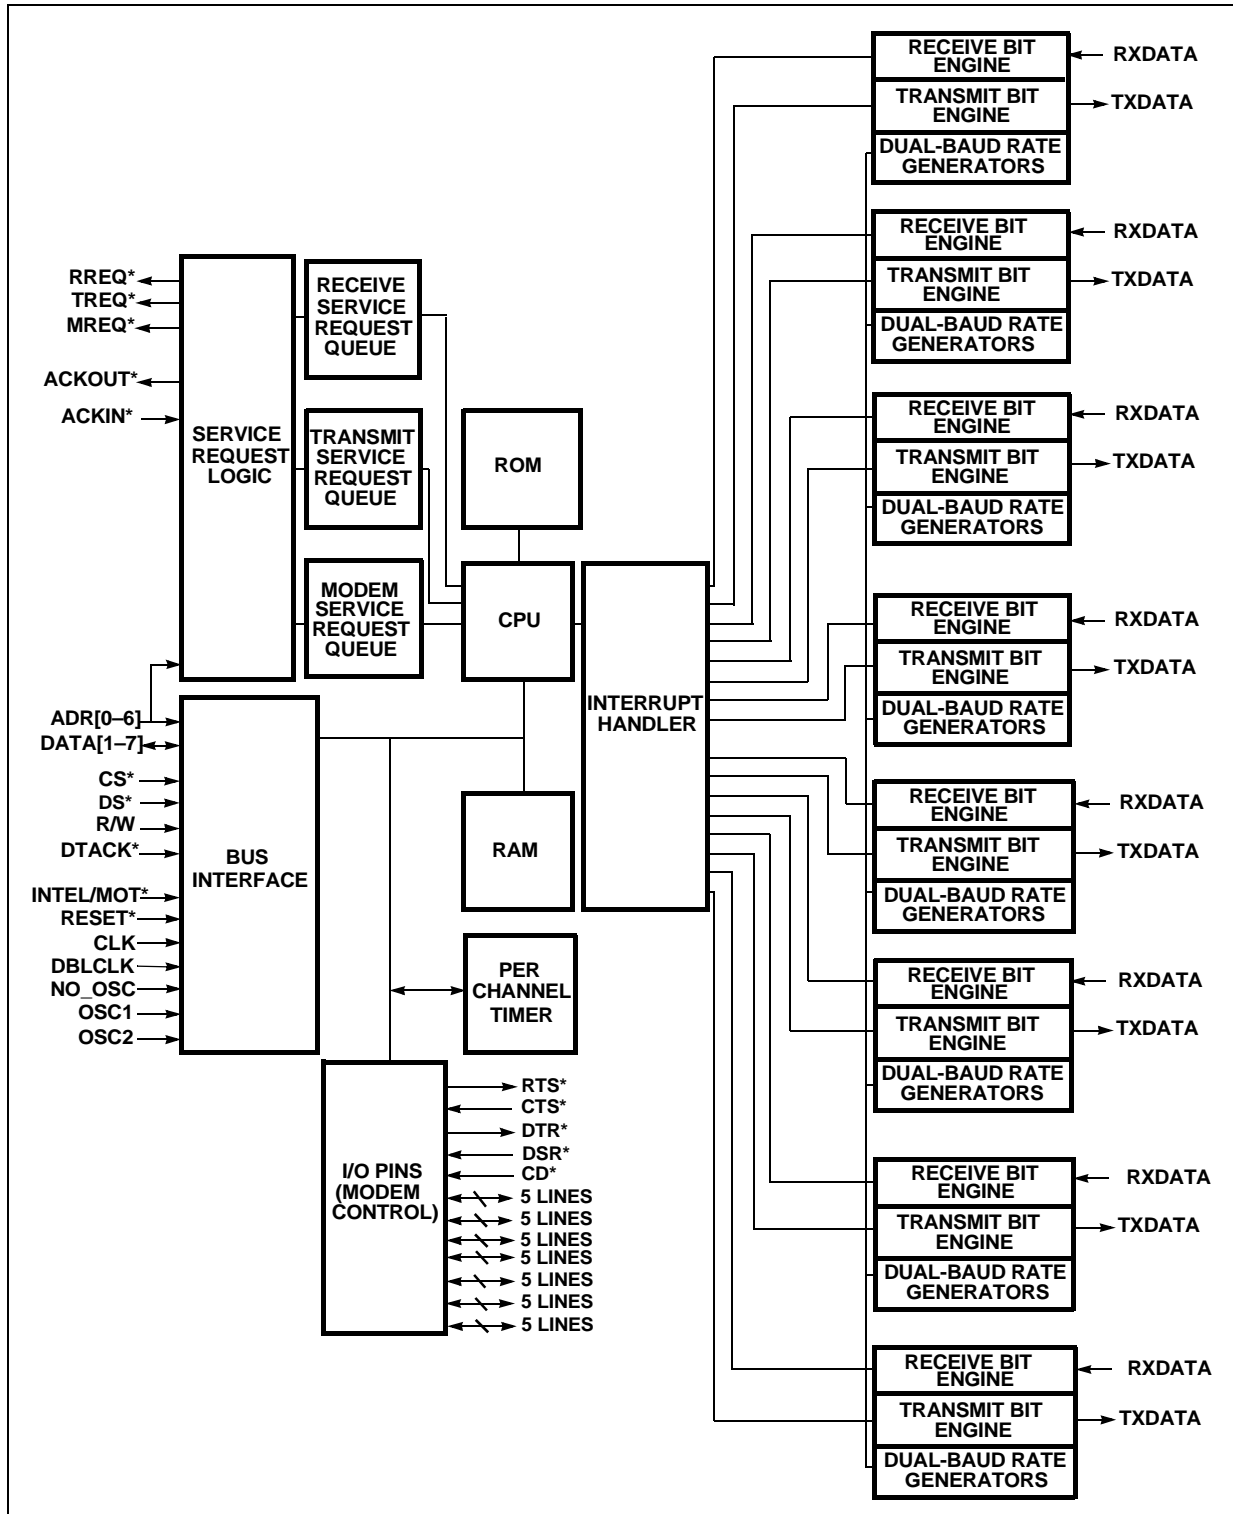 RREQ*
TREQ*
MREQ*
ACKOUT*
ACKIN*
SERVICE
REQUEST
LOGIC
RECEIVE
SERVICE
REQUEST
QUEUE
TRANSMIT
SERVICE
REQUEST
QUEUE
MODEM
SERVICE
REQUEST
QUEUE
ROM
CPU
RAM
INTERRUPT
HANDLER
ADR[0–6]
DATA[1–7]
CS*
DS*
R/W
DTACK*
INTEL/MOT*
RESET*
CLK
DBLCLK
NO_OSC
OSC1
OSC2
BUS
INTERFACE
PER
CHANNEL
TIMER
I/O PINS
(MODEM
CONTROL)
RTS*
CTS*
DTR*
DSR*
CD*
5 LINES
5 LINES
5 LINES
5 LINES
5 LINES
5 LINES
5 LINES
RECEIVE BIT
ENGINE
RXDATA
TRANSMIT BIT
ENGINE
TXDATA
DUAL-BAUD RATE
GENERATORS
RECEIVE BIT
ENGINE
RXDATA
TRANSMIT BIT
ENGINE
TXDATA
DUAL-BAUD RATE
GENERATORS
RECEIVE BIT
ENGINE
RXDATA
TRANSMIT BIT
ENGINE
TXDATA
DUAL-BAUD RATE
GENERATORS
RECEIVE BIT
ENGINE
RXDATA
TRANSMIT BIT
ENGINE
TXDATA
DUAL-BAUD RATE
GENERATORS
RECEIVE BIT
ENGINE
RXDATA
TRANSMIT BIT
ENGINE
TXDATA
DUAL-BAUD RATE
GENERATORS
RECEIVE BIT
ENGINE
RXDATA
TRANSMIT BIT
ENGINE
TXDATA
DUAL-BAUD RATE
GENERATORS
RECEIVE BIT
ENGINE
RXDATA
TRANSMIT BIT
ENGINE
TXDATA
DUAL-BAUD RATE
GENERATORS
RECEIVE BIT
ENGINE
RXDATA
TRANSMIT BIT
ENGINE
TXDATA
DUAL-BAUD RATE
GENERATORS